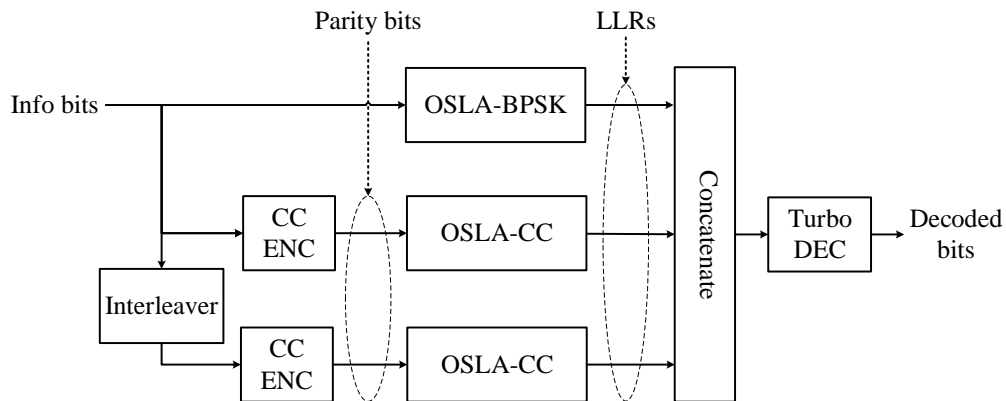 Parity bits
LLRs
Info bits
OSLA-BPSK
CC
ENC
OSLA-CC
Concatenate
Turbo
DEC
Decoded
bits
Interleaver
CC
ENC
OSLA-CC